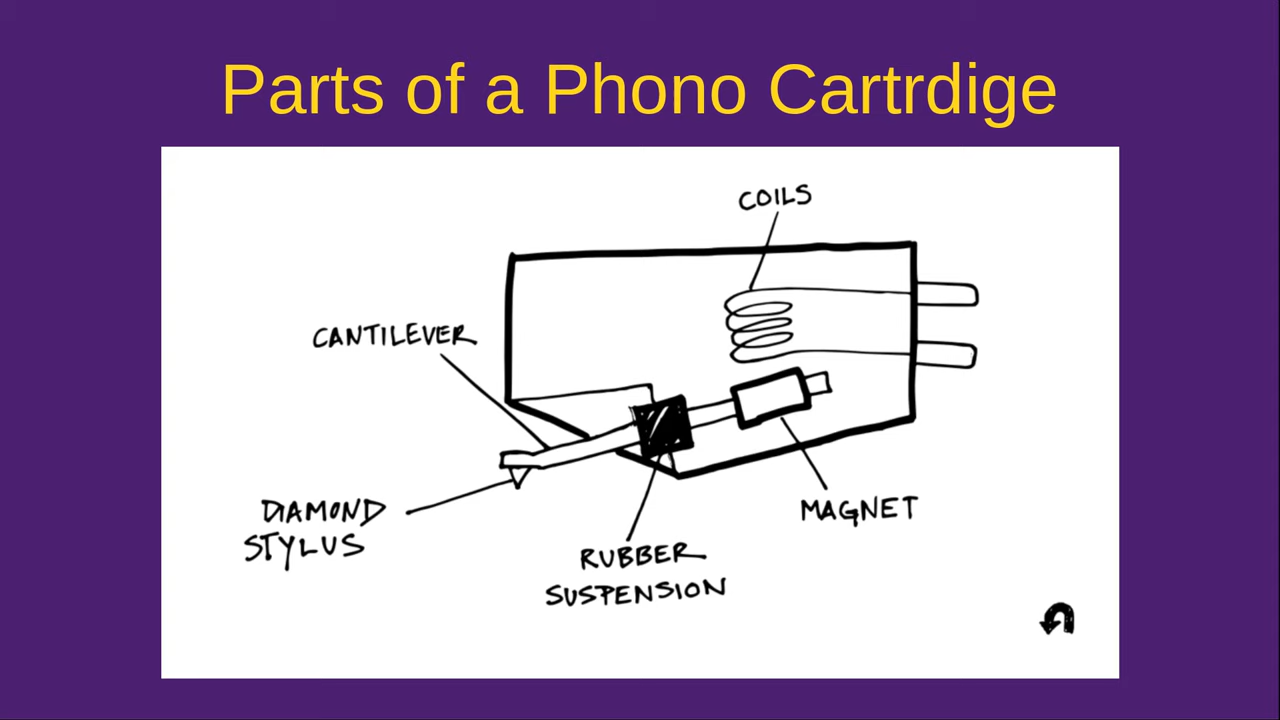 Parts of a Phono Cartrdige
COILS
CANTILEVER
DIAMOND
STYLUS
RUBBER
SUSPENSION
MAGNET